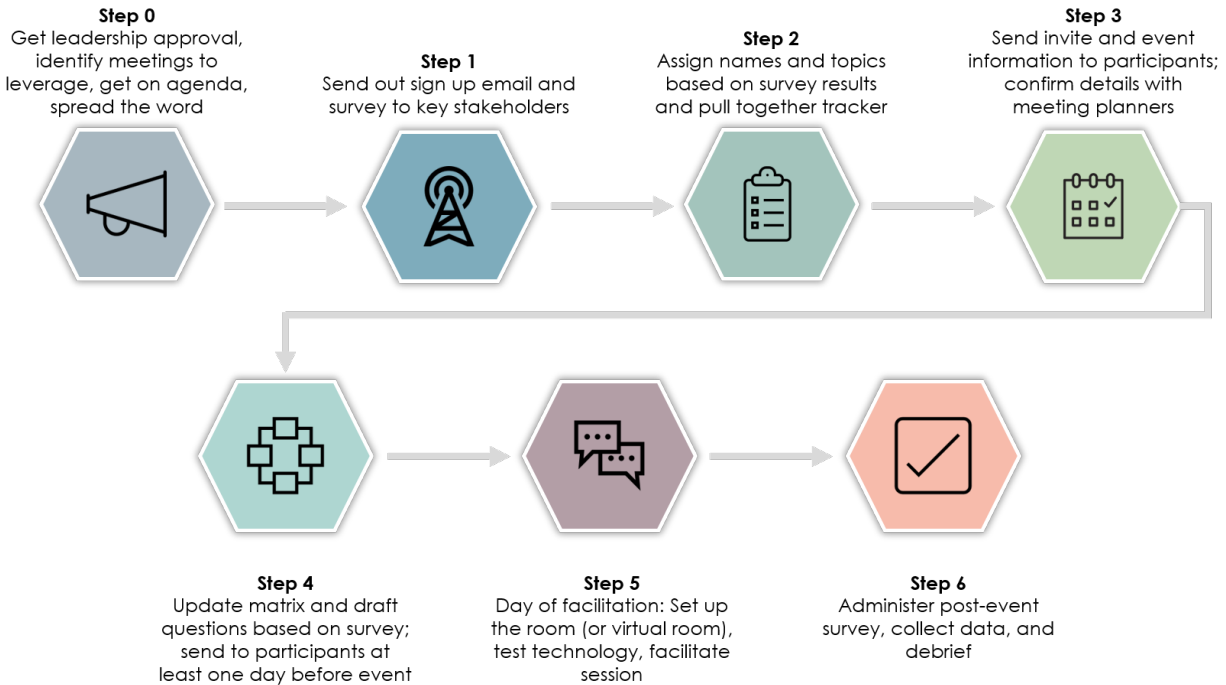 Step 0
Get leadership approval,
identify meetings to
leverage, get on agenda,
spread the word
Step 1
Send out sign up email and
survey to key stakeholders
Step 2
Assign names and topics
based on survey results
and pull together tracker
Step 3
Send invite and event
information to participants;
confirm details with
meeting planners
Step 4
Update matrix and draft
questions based on survey;
send to participants at
least one day before event
Step 5
Day of facilitation: Set up
the room (or virtual room),
test technology, facilitate
session
Step 6
Administer post-event
survey, collect data, and
debrief